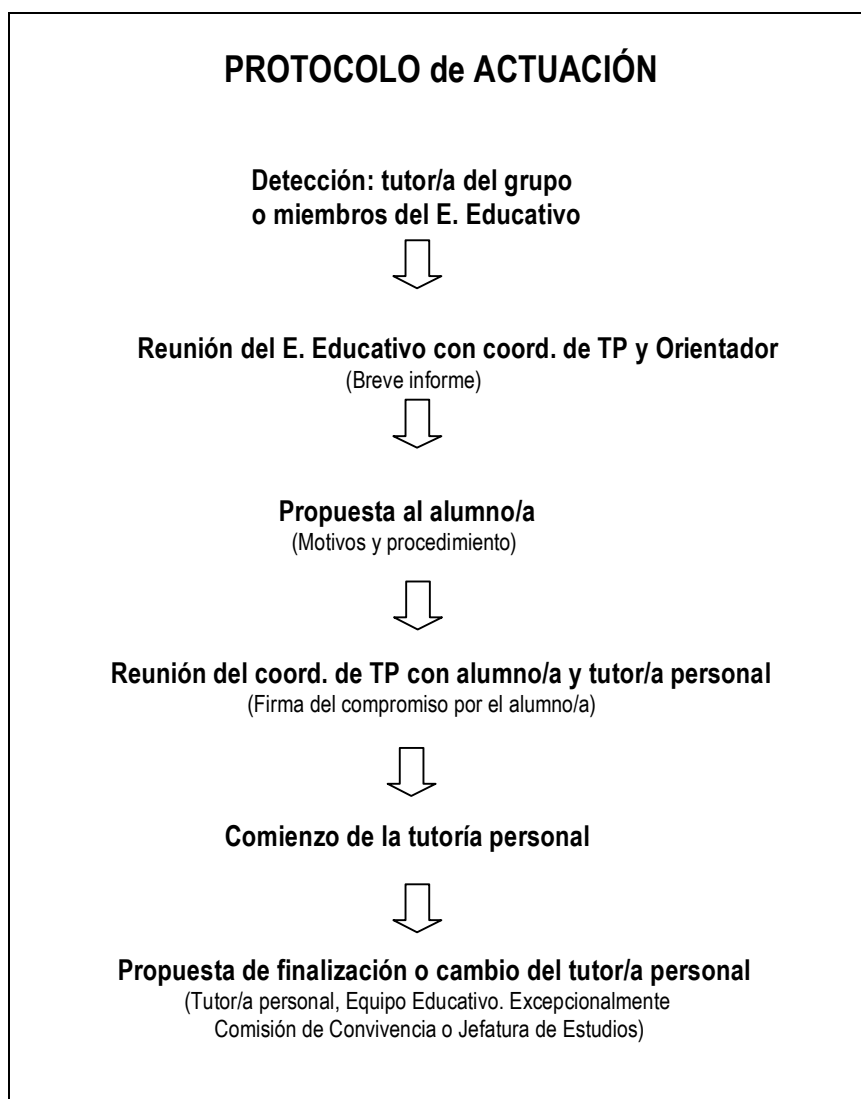 PROTOCOLO de ACTUACIÓN
Detección: tutor/a del grupo
o miembros del E. Educativo
Reunión del E. Educativo con coord. de TP y Orientador
(Breve informe)
Propuesta al alumno/a
(Motivos y procedimiento)
Reunión del coord. de TP con alumno/a y tutor/a personal
(Firma del compromiso por el alumno/a)
Comienzo de la tutoría personal
Propuesta de finalización o cambio del tutor/a personal
(Tutor/a personal, Equipo Educativo. Excepcionalmente
Comisión de Convivencia o Jefatura de Estudios)